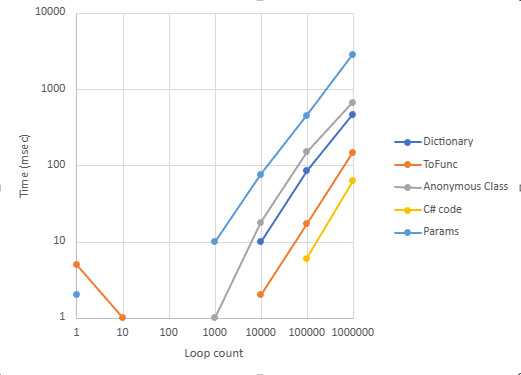 10000
1000
100
10
1
Time (msec)
1 10 100 1000 10000 100000 1000000
Loop count
Dictionary
ToFunc
Anonymous Class
C# code
Params